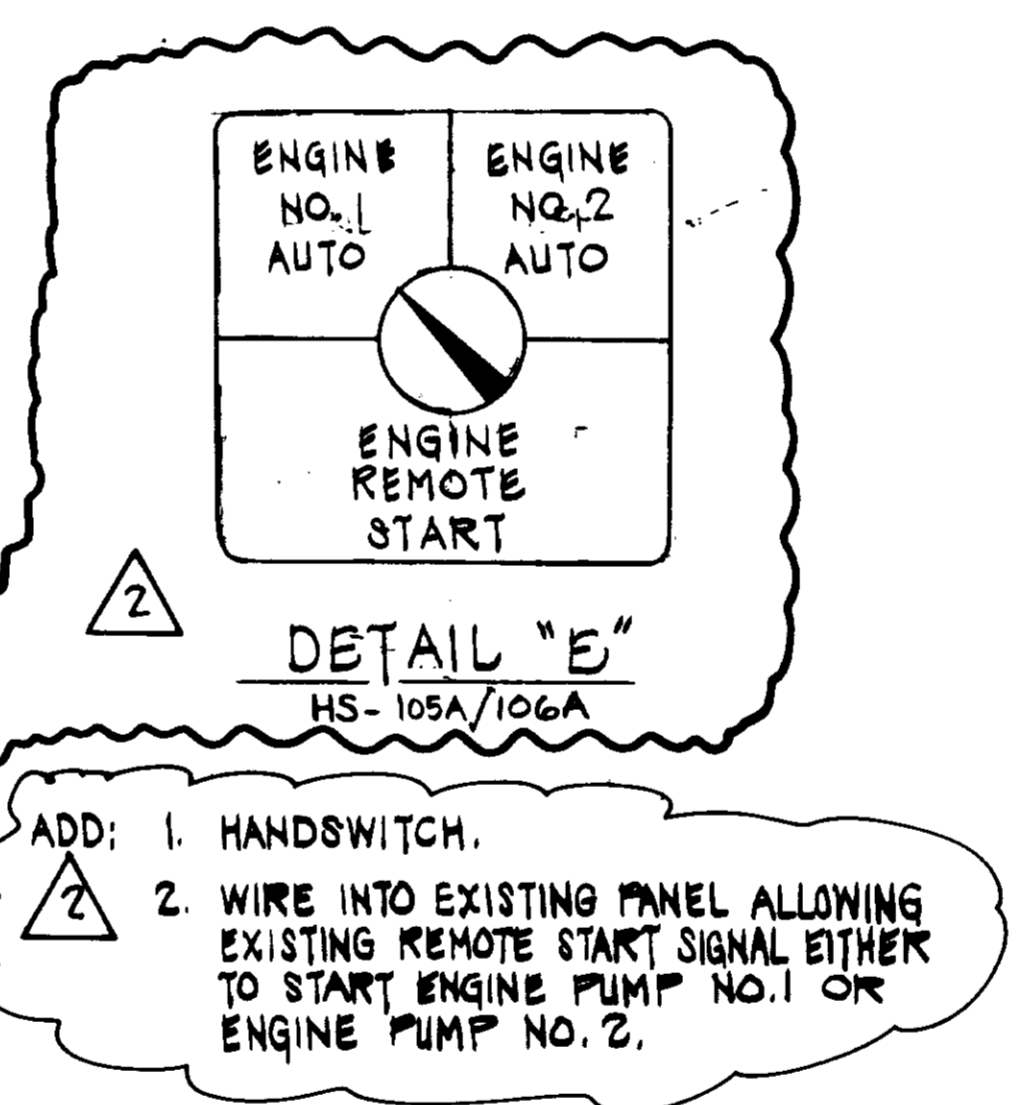 ENGINE
NO. 1
AUTO
ENGINE
NO. 2
AUTO
ENGINE
REMOTE
START
2
DETAIL "E"
HS-105A/106A
ADD: 1. HANDSWITCH.
2
2. WIRE INTO EXISTING PANEL ALLOWING
EXISTING REMOTE START SIGNAL EITHER
TO START ENGINE PUMP NO.1 OR
ENGINE PUMP NO. 2.